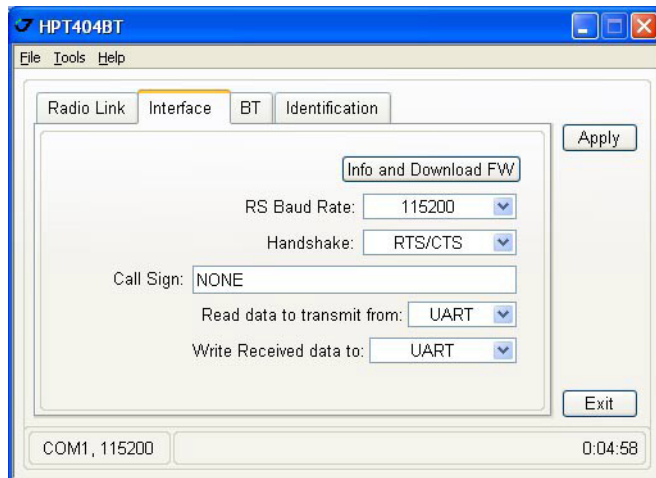 HPT404BT
File Tools Help
Radio Link Interface BT Identification
Apply
Info and Download FW
RS Baud Rate: 115200
Handshake: RTS/CTS
Call Sign: NONE
Read data to transmit from: UART
Write Received data to: UART
Exit
COM1, 115200 0:04:58